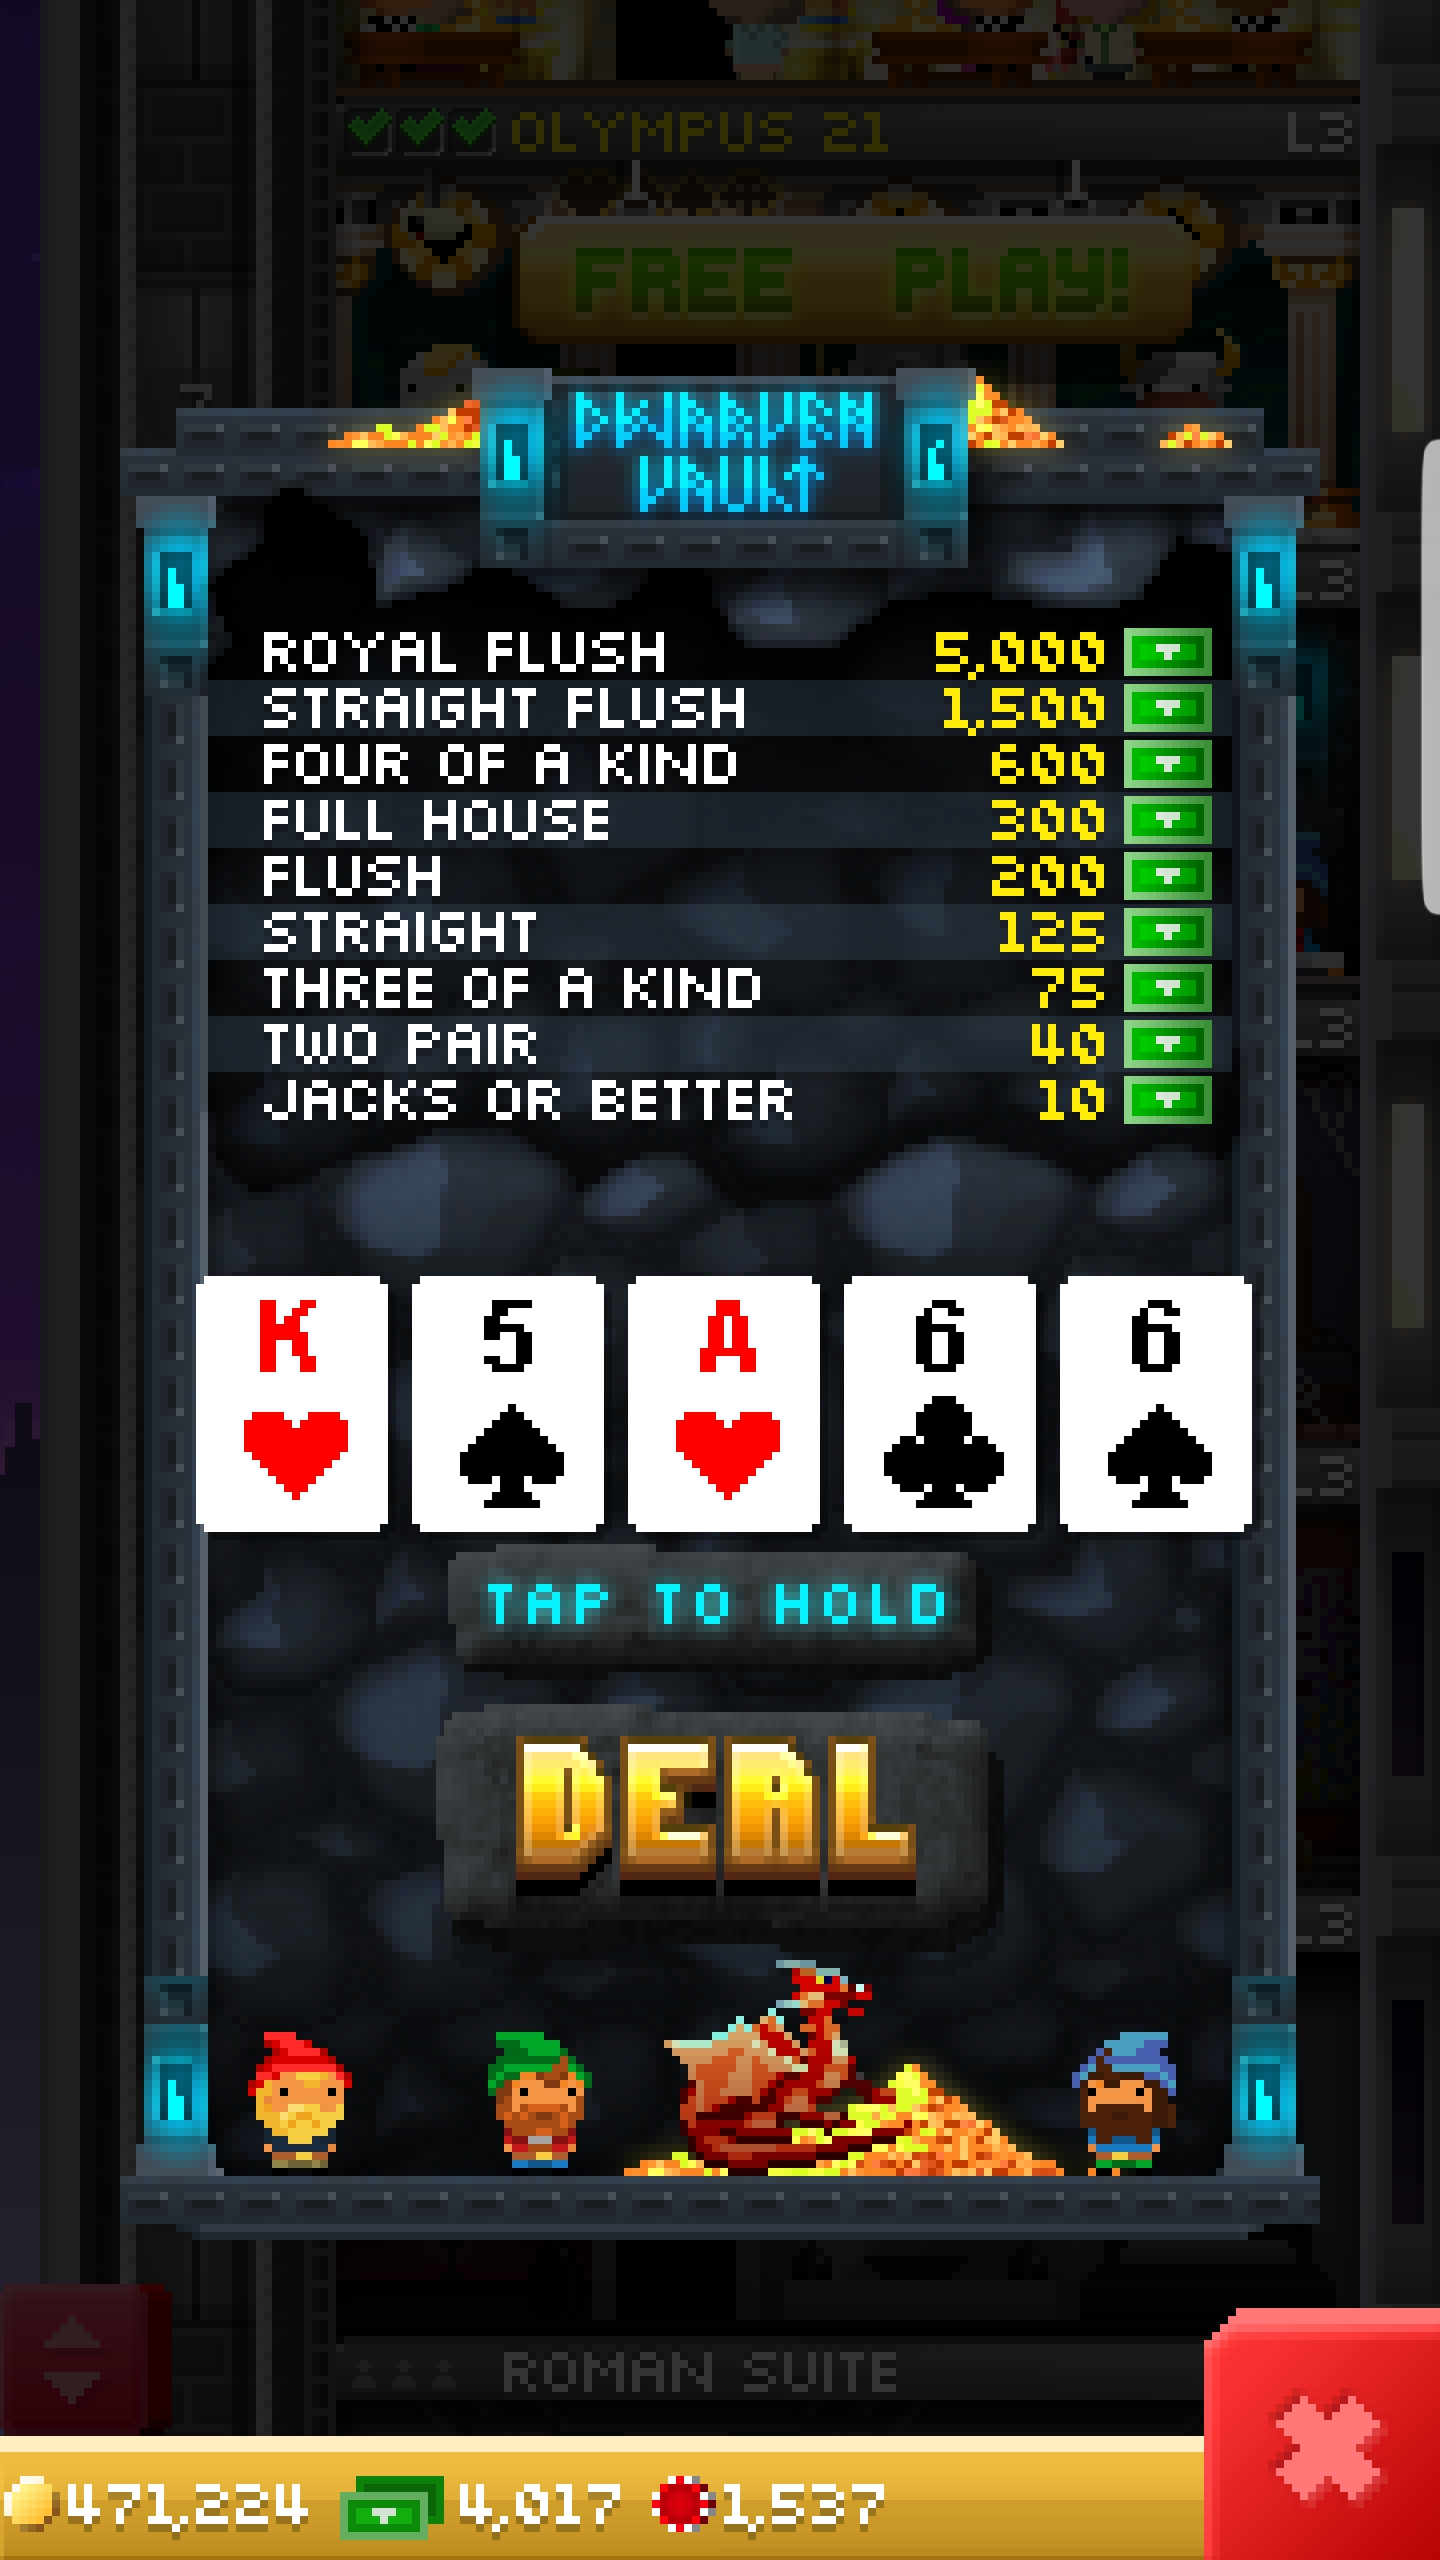 OLYMPUS 21 L3
FREE PLAY!
DWARVEN
VAULT
L3
ROYAL FLUSH 5,000
STRAIGHT FLUSH 1,500
FOUR OF A KIND 600
FULL HOUSE 300
FLUSH 200
STRAIGHT 125
THREE OF A KIND 75
TWO PAIR 40
JACKS OR BETTER 10
K 5 A 6 6
TAP TO HOLD
DEAL
ROMAN SUITE
471,224 4,017 1,537